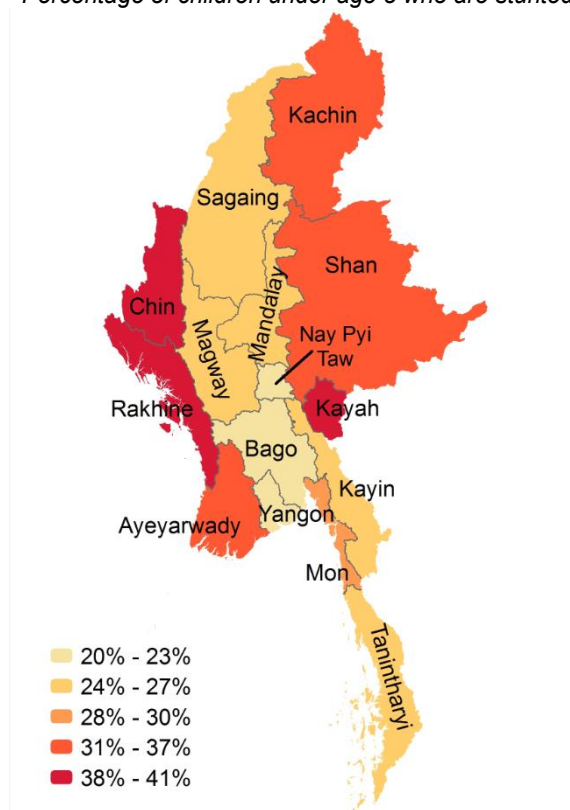 Percentage of children under age 5 who are stunted
Kachin
Sagaing
Shan
Chin
Mandalay
Magway
Nay Pyi
Taw
Rakhine
Kayah
Bago
Kayin
Ayeyarwady
Yangon
Mon
Tanintharyi
20% - 23%
24% - 27%
28% - 30%
31% - 37%
38% - 41%